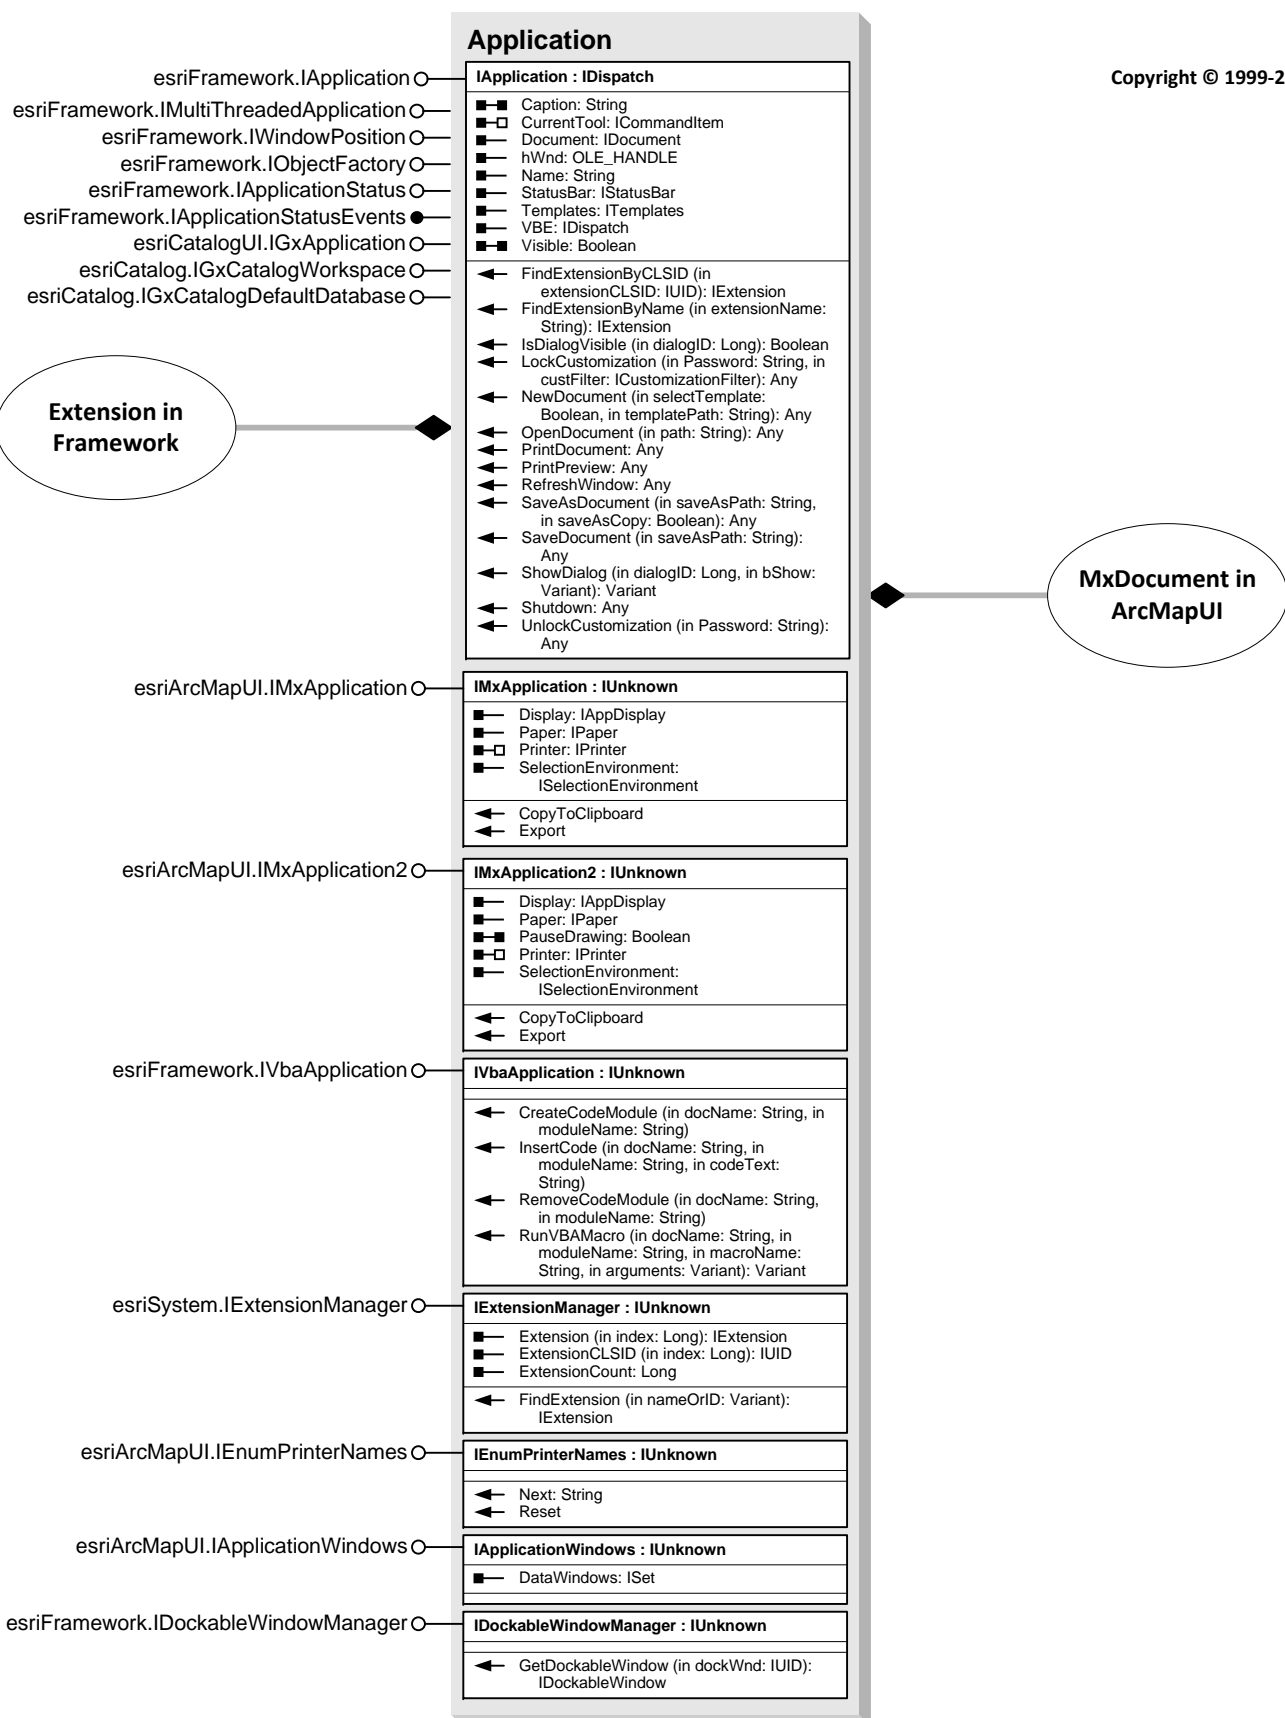 Application
Copyright © 1999-2
esriFramework.IApplication
esriFramework.IMultiThreadedApplication
esriFramework.IWindowPosition
esriFramework.IObjectFactory
esriFramework.IApplicationStatus
esriFramework.IApplicationStatusEvents
esriCatalogUI.IGxApplication
esriCatalog.IGxCatalogWorkspace
esriCatalog.IGxCatalogDefaultDatabase
IApplication : IDispatch
Caption: String
CurrentTool: ICommandItem
Document: IDocument
hWnd: OLE_HANDLE
Name: String
StatusBar: IStatusBar
Templates: ITemplates
VBE: IDispatch
Visible: Boolean
FindExtensionByCLSID (in
extensionCLSID: IUID): IExtension
FindExtensionByName (in extensionName:
String): IExtension
IsDialogVisible (in dialogID: Long): Boolean
LockCustomization (in Password: String, in
custFilter: ICustomizationFilter): Any
NewDocument (in selectTemplate:
Boolean, in templatePath: String): Any
OpenDocument (in path: String): Any
PrintDocument: Any
PrintPreview: Any
RefreshWindow: Any
SaveAsDocument (in saveAsPath: String,
in saveAsCopy: Boolean): Any
SaveDocument (in saveAsPath: String):
Any
ShowDialog (in dialogID: Long, in bShow:
Variant): Variant
Shutdown: Any
UnlockCustomization (in Password: String):
Any
Extension in
Framework
MxDocument in
ArcMapUI
esriArcMapUI.IMxApplication
IMxApplication : IUnknown
Display: IAppDisplay
Paper: IPaper
Printer: IPrinter
SelectionEnvironment:
ISelectionEnvironment
CopyToClipboard
Export
esriArcMapUI.IMxApplication2
IMxApplication2 : IUnknown
Display: IAppDisplay
Paper: IPaper
PauseDrawing: Boolean
Printer: IPrinter
SelectionEnvironment:
ISelectionEnvironment
CopyToClipboard
Export
esriFramework.IVbaApplication
IVbaApplication : IUnknown
CreateCodeModule (in docName: String, in
moduleName: String)
InsertCode (in docName: String, in
moduleName: String, in codeText:
String)
RemoveCodeModule (in docName: String,
in moduleName: String)
RunVBAMacro (in docName: String, in
moduleName: String, in macroName:
String, in arguments: Variant): Variant
esriSystem.IExtensionManager
IExtensionManager : IUnknown
Extension (in index: Long): IExtension
ExtensionCLSID (in index: Long): IUID
ExtensionCount: Long
FindExtension (in nameOrID: Variant):
IExtension
esriArcMapUI.IEnumPrinterNames
IEnumPrinterNames : IUnknown
Next: String
Reset
esriArcMapUI.IApplicationWindows
IApplicationWindows : IUnknown
DataWindows: ISet
esriFramework.IDockableWindowManager
IDockableWindowManager : IUnknown
GetDockableWindow (in dockWnd: IUID):
IDockableWindow